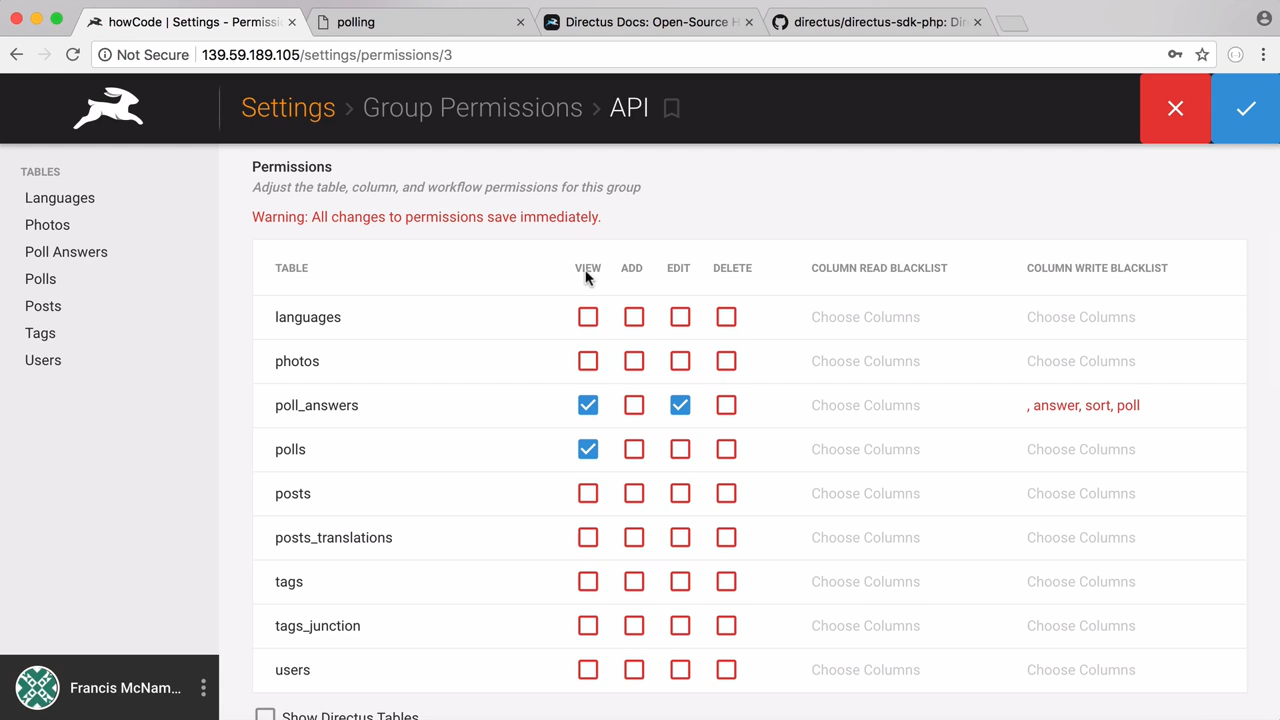 howCode | Settings - Permissi
polling
Directus Docs: Open-Source H
directus/directus-sdk-php: Dir
Not Secure
139.59.189.105/settings/permissions/3
Settings > Group Permissions > API
TABLES
Languages
Photos
Poll Answers
Polls
Posts
Tags
Users
Permissions
Adjust the table, column, and workflow permissions for this group
Warning: All changes to permissions save immediately.
TABLE VIEW ADD EDIT DELETE COLUMN READ BLACKLIST COLUMN WRITE BLACKLIST
languages Choose Columns Choose Columns
photos Choose Columns Choose Columns
poll_answers Choose Columns , answer, sort, poll
polls Choose Columns Choose Columns
posts Choose Columns Choose Columns
posts_translations Choose Columns Choose Columns
tags Choose Columns Choose Columns
tags_junction Choose Columns Choose Columns
users Choose Columns Choose Columns
Show Directus Tables
Francis McNam...